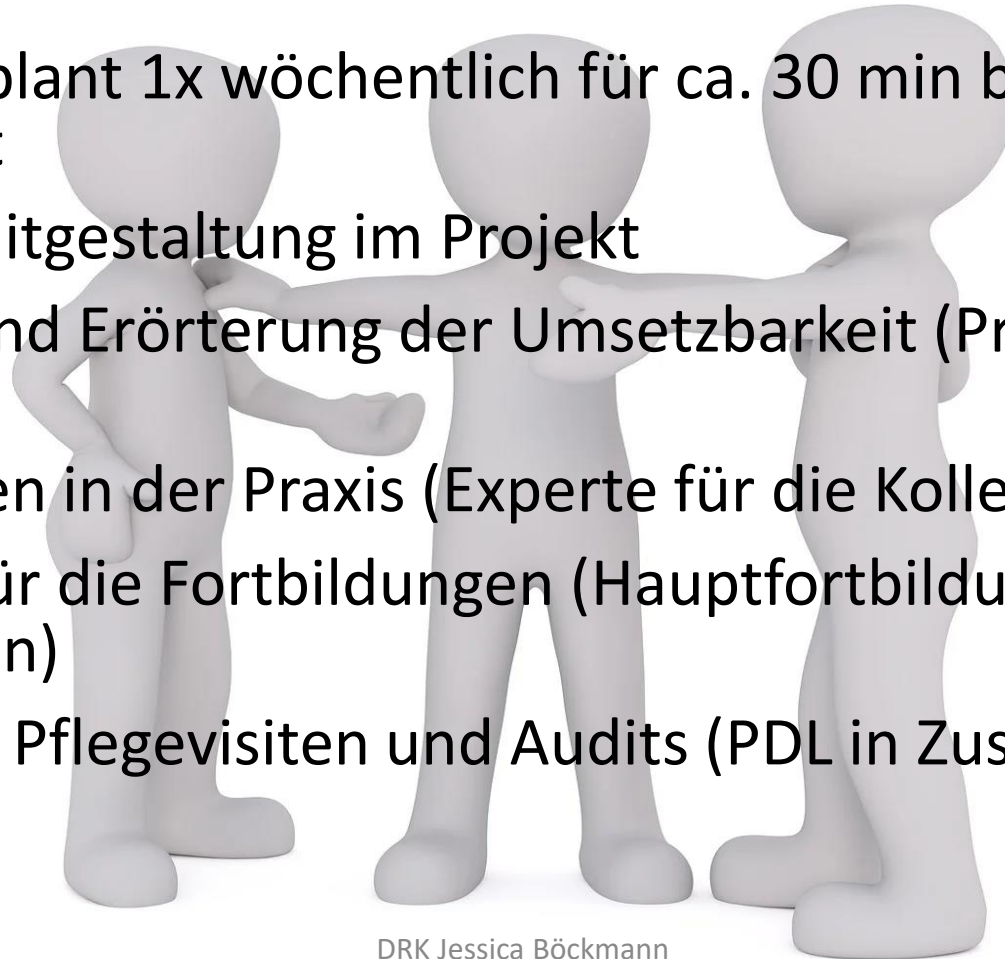 plant 1x wöchentlich für ca. 30 min b
t
itgestaltung im Projekt
nd Erörterung der Umsetzbarkeit (Pr
en in der Praxis (Experte für die Kolle
ür die Fortbildungen (Hauptfortbildu
n)
Pflegevisiten und Audits (PDL in Zus
DRK Jessica Böckmann